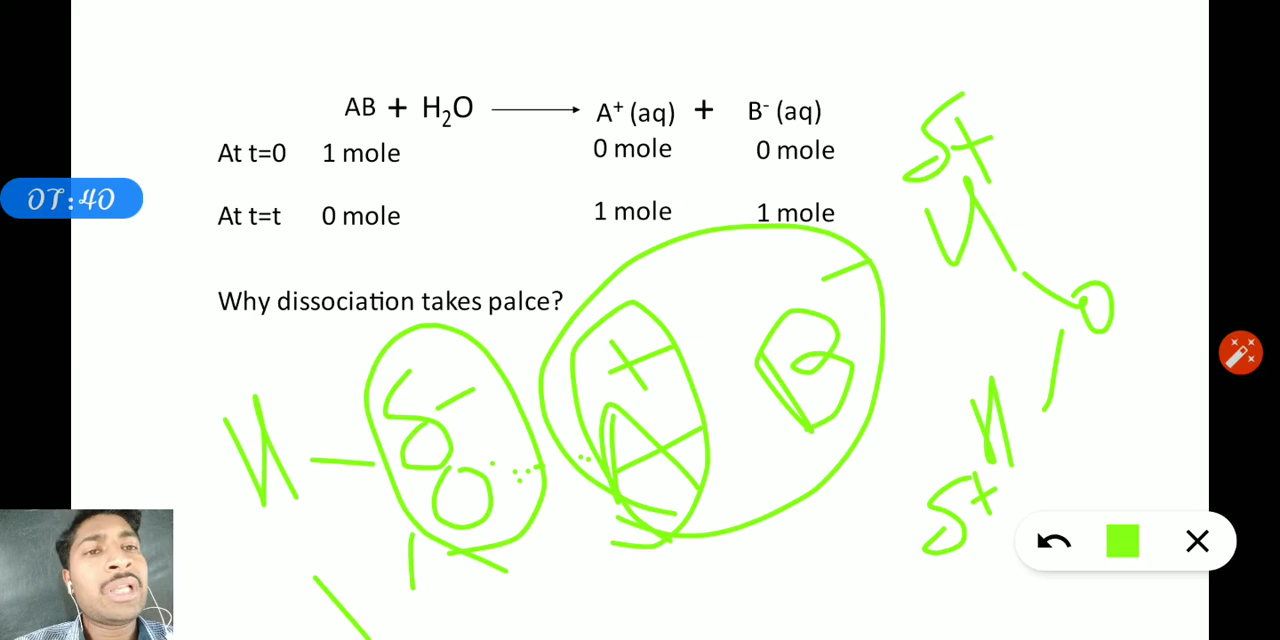 AB + H₂O ⟶ A⁺ (aq) + B⁻ (aq)
At t=0 1 mole 0 mole 0 mole
07:40
At t=t 0 mole 1 mole 1 mole
Why dissociation takes palce?
δ+
H
O
H
δ+
+ B −
δ−
H — O A